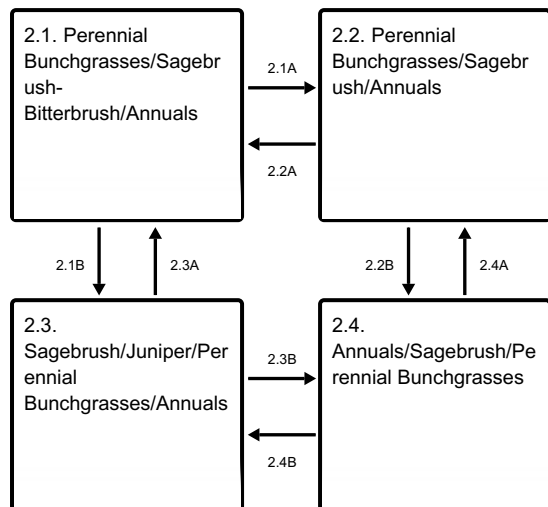 2.1. Perennial
Bunchgrasses/Sagebr
ush-
Bitterbrush/Annuals
2.1A
2.2A
2.2. Perennial
Bunchgrasses/Sagebr
ush/Annuals
2.1B
2.3A
2.2B
2.4A
2.3.
Sagebrush/Juniper/Per
ennial
Bunchgrasses/Annuals
2.3B
2.4B
2.4.
Annuals/Sagebrush/Pe
rennial Bunchgrasses